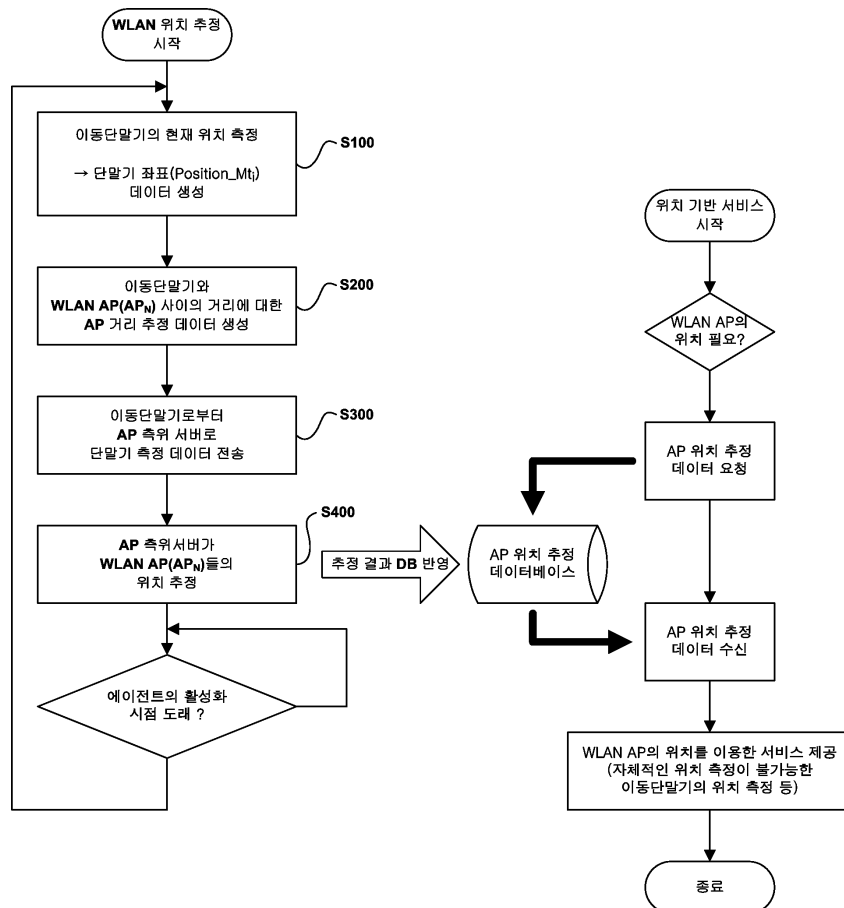 WLAN 위치 추정
시작
이동단말기의 현재 위치 측정
→ 단말기 좌표(Position_Mti)
데이터 생성
S100
이동단말기와
WLAN AP(APN) 사이의 거리에 대한
AP 거리 추정 데이터 생성
S200
이동단말기로부터
AP 측위 서버로
단말기 측정 데이터 전송
S300
AP 측위서버가
WLAN AP(APN)들의
위치 추정
S400
에이전트의 활성화
시점 도래 ?
추정 결과 DB 반영
AP 위치 추정
데이터베이스
위치 기반 서비스
시작
WLAN AP의
위치 필요?
AP 위치 추정
데이터 요청
AP 위치 추정
데이터 수신
WLAN AP의 위치를 이용한 서비스 제공
(자체적인 위치 측정이 불가능한
이동단말기의 위치 측정 등)
종료